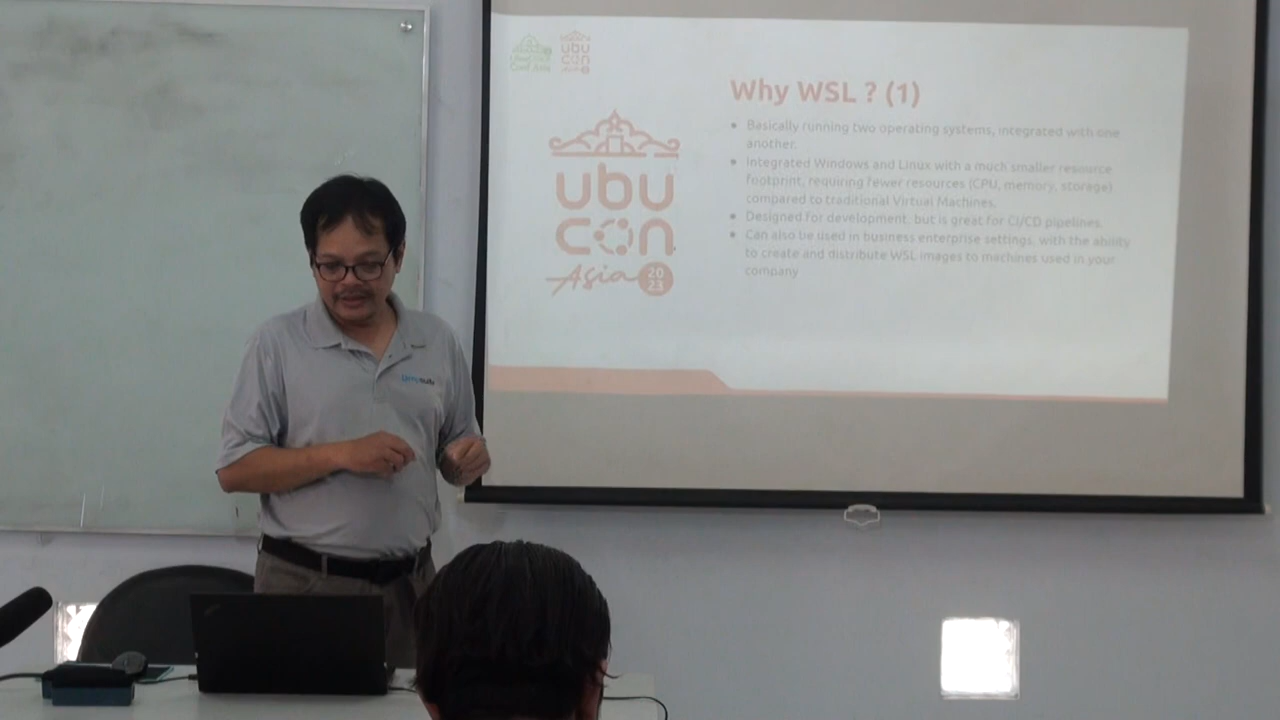 ubu
con
Asia 20
23
Why WSL ? (1)
• Basically running two operating systems, integrated with one
another.
• Integrated Windows and Linux with a much smaller resource
footprint, requiring fewer resources (CPU, memory, storage)
compared to traditional Virtual Machines.
• Designed for development, but is great for CI/CD pipelines.
• Can also be used in business enterprise settings, with the ability
to create and distribute WSL images to machines used in your
company